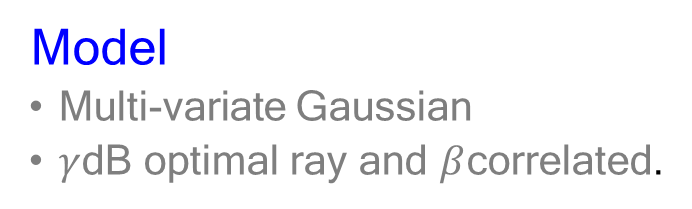 Model
• Multi-variate Gaussian
• γdB optimal ray and βcorrelated.